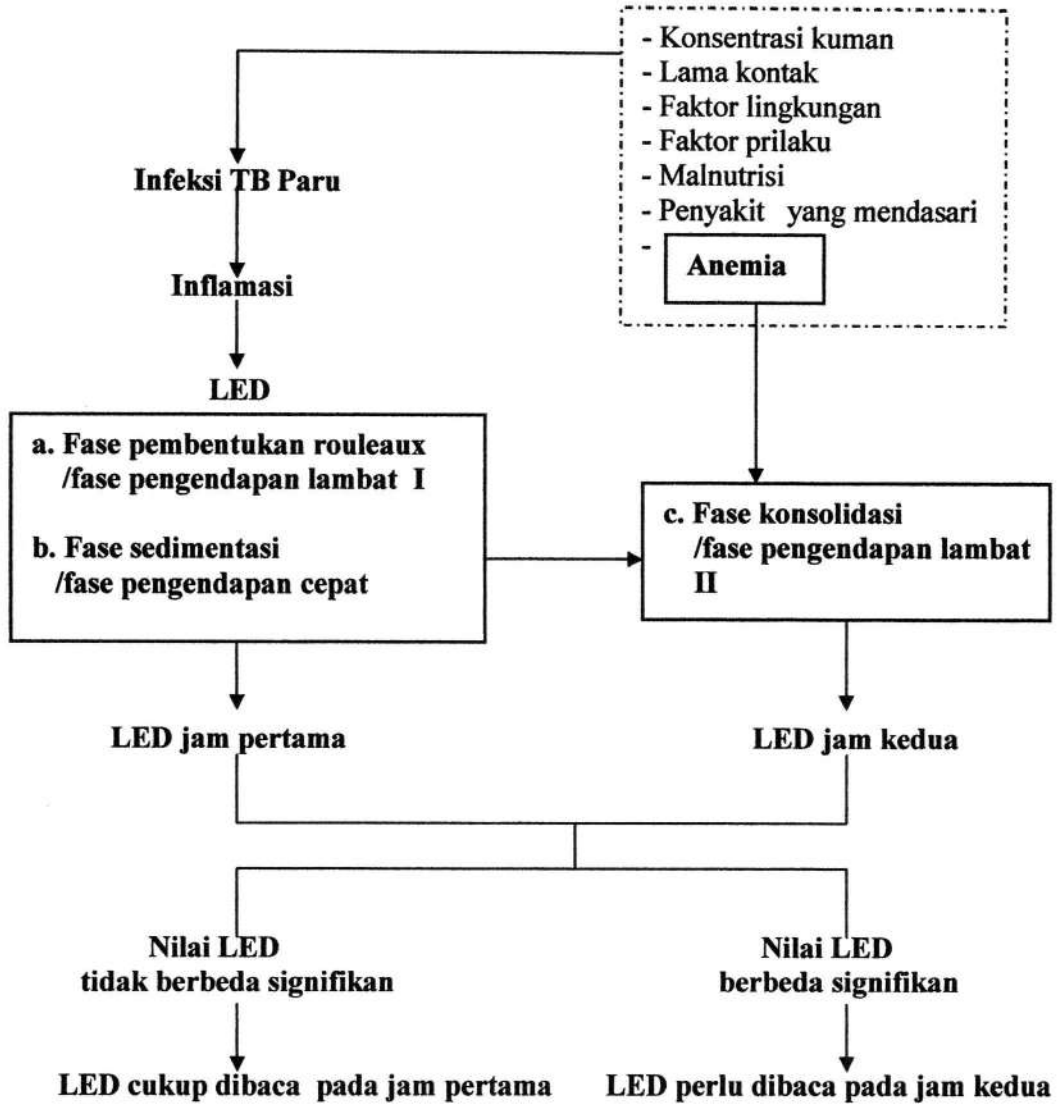 - Konsentrasi kuman
- Lama kontak
- Faktor lingkungan
- Faktor prilaku
- Malnutrisi
- Penyakit yang mendasari
-
Anemia
Infeksi TB Paru
Inflamasi
LED
a. Fase pembentukan rouleaux
/fase pengendapan lambat I
b. Fase sedimentasi
/fase pengendapan cepat
c. Fase konsolidasi
/fase pengendapan lambat
II
LED jam pertama
LED jam kedua
Nilai LED
tidak berbeda signifikan
Nilai LED
berbeda signifikan
LED cukup dibaca pada jam pertama
LED perlu dibaca pada jam kedua